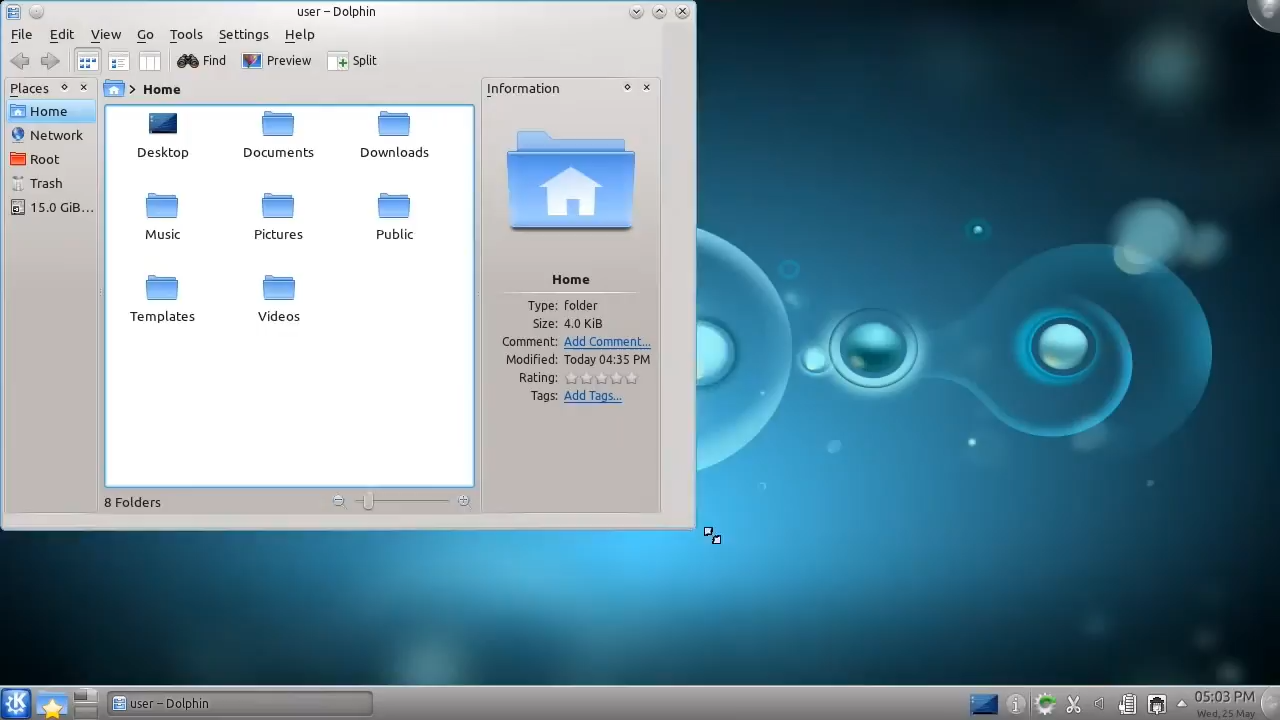 user – Dolphin
File Edit View Go Tools Settings Help
Find Preview Split
Places
Home
Network
Root
Trash
15.0 GiB...
> Home
Desktop Documents Downloads
Music Pictures Public
Templates Videos
8 Folders
Information
Home
Type: folder
Size: 4.0 KiB
Comment: Add Comment...
Modified: Today 04:35 PM
Rating:
Tags: Add Tags...
user – Dolphin
05:03 PM
Wed, 25 May